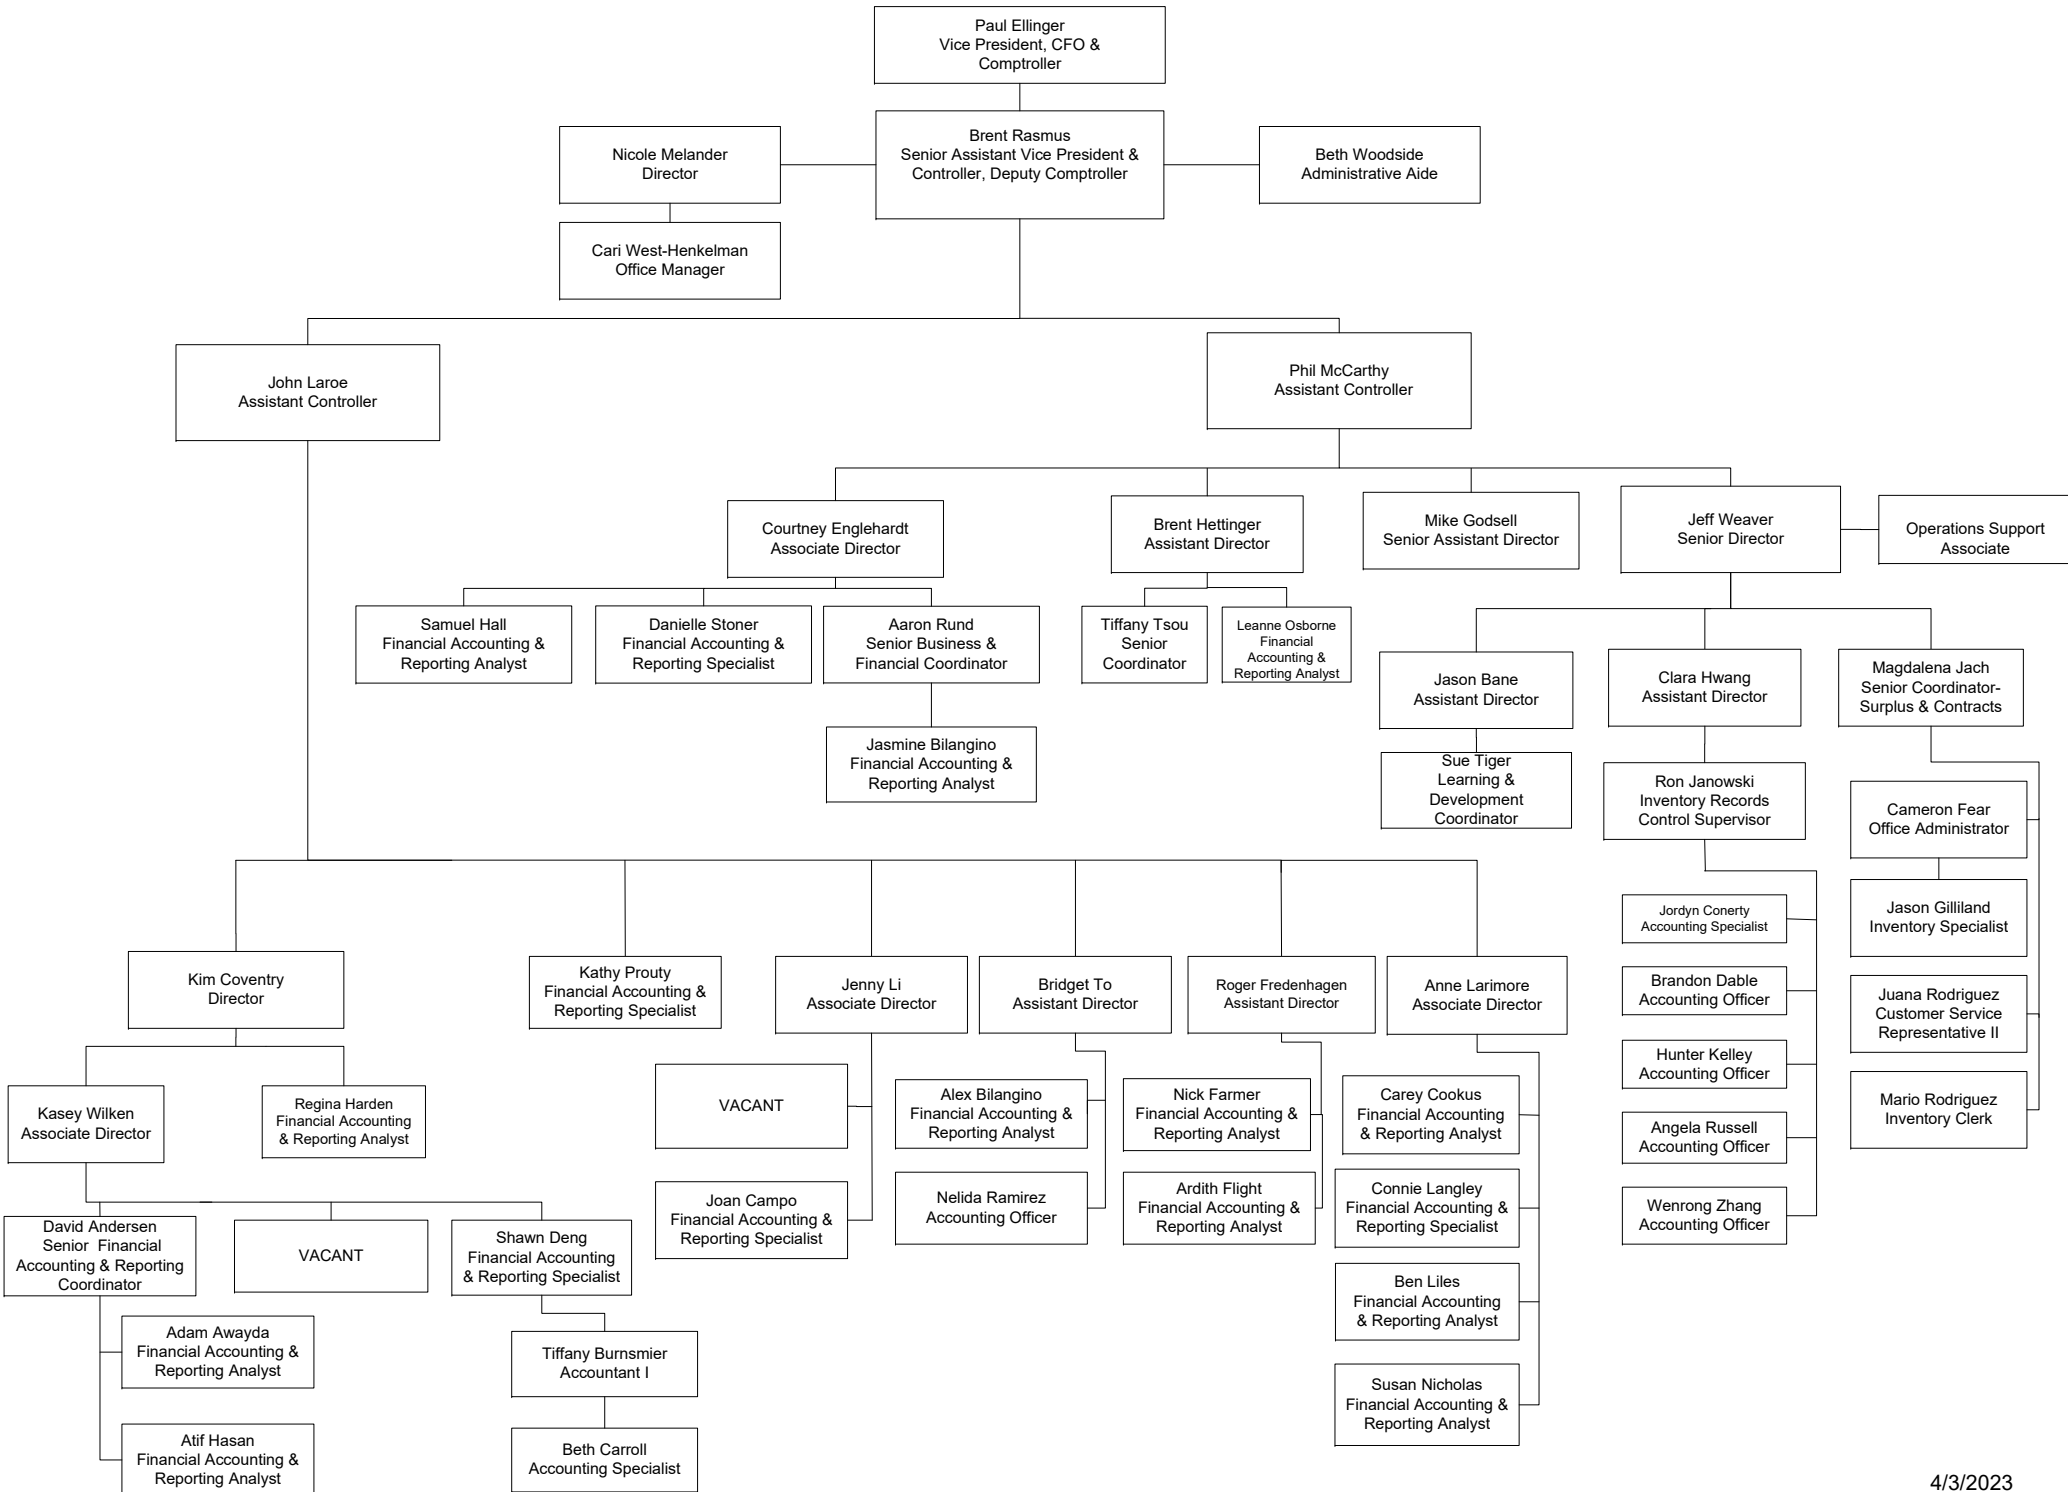 Paul Ellinger
Vice President, CFO &
Comptroller
Nicole Melander
Director
Brent Rasmus
Senior Assistant Vice President &
Controller, Deputy Comptroller
Beth Woodside
Administrative Aide
Cari West-Henkelman
Office Manager
John Laroe
Assistant Controller
Phil McCarthy
Assistant Controller
Courtney Englehardt
Associate Director
Brent Hettinger
Assistant Director
Mike Godsell
Senior Assistant Director
Jeff Weaver
Senior Director
Operations Support
Associate
Samuel Hall
Financial Accounting &
Reporting Analyst
Danielle Stoner
Financial Accounting &
Reporting Specialist
Aaron Rund
Senior Business &
Financial Coordinator
Tiffany Tsou
Senior
Coordinator
Leanne Osborne
Financial
Accounting &
Reporting Analyst
Jason Bane
Assistant Director
Clara Hwang
Assistant Director
Magdalena Jach
Senior Coordinator-
Surplus & Contracts
Jasmine Bilangino
Financial Accounting &
Reporting Analyst
Sue Tiger
Learning &
Development
Coordinator
Ron Janowski
Inventory Records
Control Supervisor
Cameron Fear
Office Administrator
Jason Gilliland
Inventory Specialist
Juana Rodriguez
Customer Service
Representative II
Mario Rodriguez
Inventory Clerk
Jordyn Conerty
Accounting Specialist
Brandon Dable
Accounting Officer
Hunter Kelley
Accounting Officer
Angela Russell
Accounting Officer
Wenrong Zhang
Accounting Officer
Kim Coventry
Director
Kathy Prouty
Financial Accounting &
Reporting Specialist
Jenny Li
Associate Director
Bridget To
Assistant Director
Roger Fredenhagen
Assistant Director
Anne Larimore
Associate Director
Kasey Wilken
Associate Director
Regina Harden
Financial Accounting
& Reporting Analyst
VACANT
Joan Campo
Financial Accounting &
Reporting Specialist
Alex Bilangino
Financial Accounting &
Reporting Analyst
Nelida Ramirez
Accounting Officer
Nick Farmer
Financial Accounting &
Reporting Analyst
Ardith Flight
Financial Accounting &
Reporting Analyst
Carey Cookus
Financial Accounting
& Reporting Analyst
Connie Langley
Financial Accounting &
Reporting Specialist
Ben Liles
Financial Accounting
& Reporting Analyst
Susan Nicholas
Financial Accounting &
Reporting Analyst
David Andersen
Senior Financial
Accounting & Reporting
Coordinator
VACANT
Shawn Deng
Financial Accounting
& Reporting Specialist
Adam Awayda
Financial Accounting &
Reporting Analyst
Atif Hasan
Financial Accounting &
Reporting Analyst
Tiffany Burnsmier
Accountant I
Beth Carroll
Accounting Specialist
4/3/2023